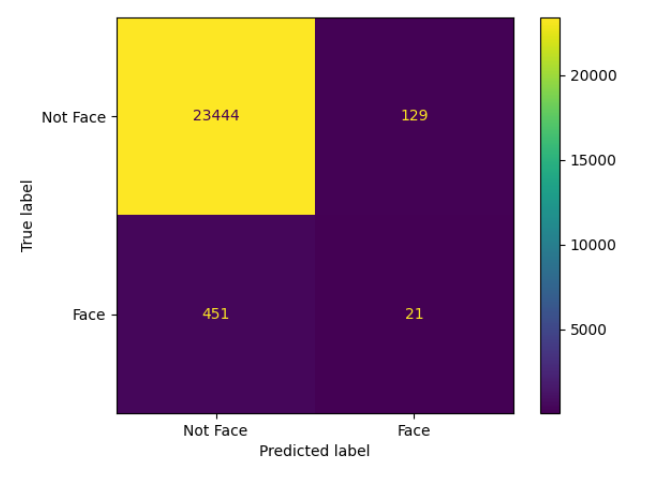 True label
Not Face
Face
23444
129
451
21
Not Face
Face
Predicted label
20000
15000
10000
5000